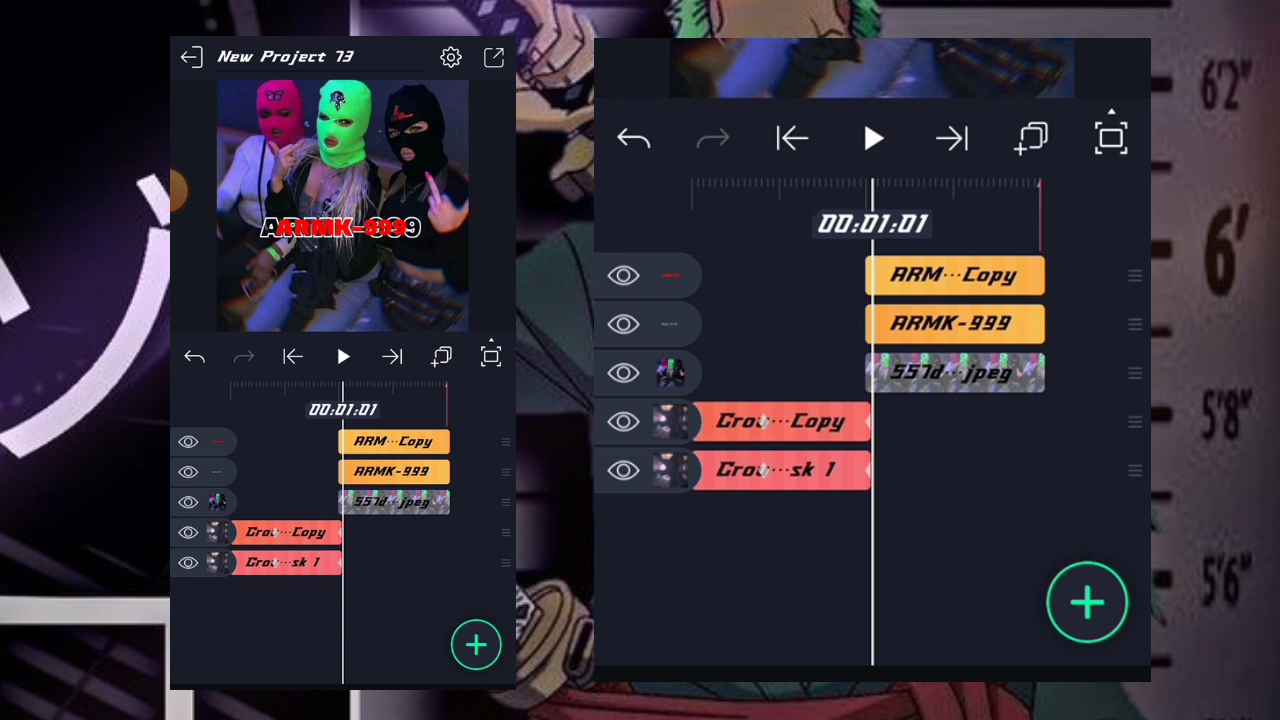 New Project 73
ARMK-999
ARMK-999
00:01:01
ARM···Copy
ARMK-999
557d···jpeg
Grou···Copy
Grou···sk 1
00:01:01
ARM···Copy
ARMK-999
557d···jpeg
Grou···Copy
Grou···sk 1
6'2"
6'
5'8"
5'6"